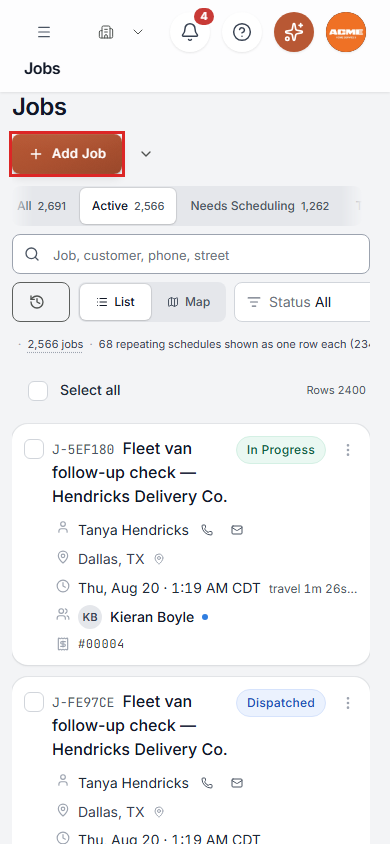 4
ACME
Jobs
Jobs
+ Add Job
All 2,691 Active 2,566 Needs Scheduling 1,262
Job, customer, phone, street
List Map Status All
· 2,566 jobs · 68 repeating schedules shown as one row each (234
Select all Rows 2400
J-5EF180 Fleet van follow-up check — Hendricks Delivery Co.
In Progress
Tanya Hendricks
Dallas, TX
Thu, Aug 20 · 1:19 AM CDT travel 1m 26s...
KB Kieran Boyle
#00004
J-FE97CE Fleet van follow-up check — Hendricks Delivery Co.
Dispatched
Tanya Hendricks
Dallas, TX
Thu, Aug 20 · 1:19 AM CDT